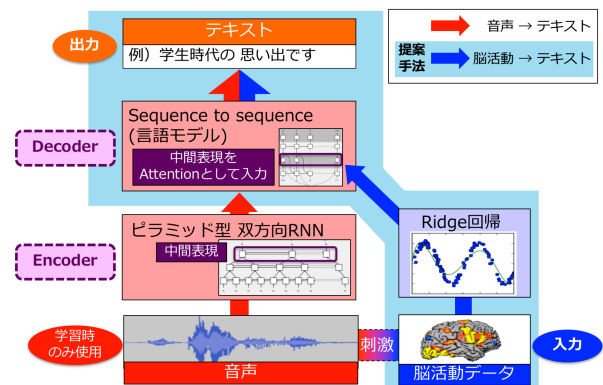 テキスト
例）学生時代の 思い出です
出力
音声 → テキスト
提案
手法
脳活動 → テキスト
Sequence to sequence
(言語モデル)
中間表現を
Attentionとして入力
Decoder
ピラミッド型 双方向RNN
中間表現
Encoder
Ridge回帰
学習時
のみ使用
音声
刺激
脳活動データ
入力